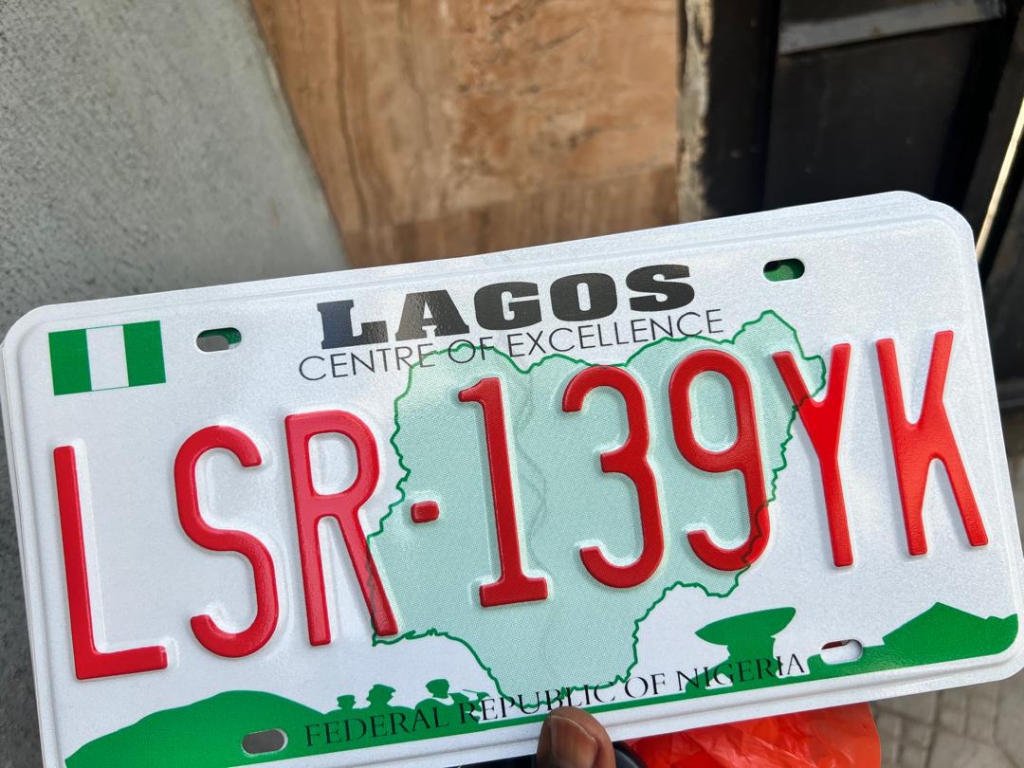 LAGOS
CENTRE OF EXCELLENCE
LSR-139YK
FEDERAL REPUBLIC OF NIGERIA